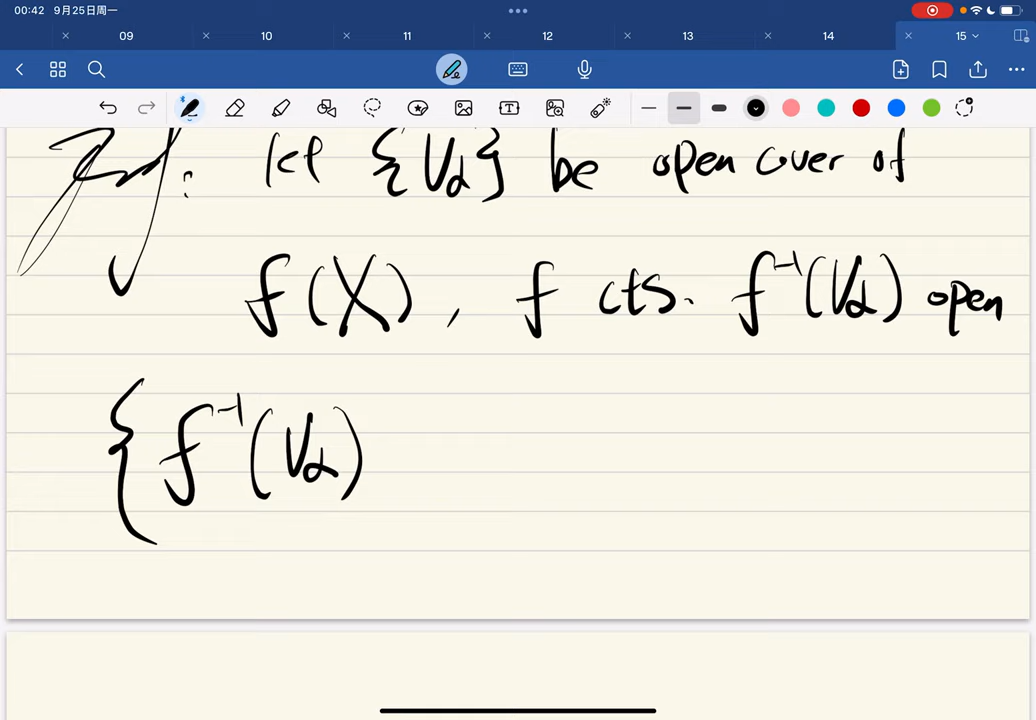 00:42 9月25日周一
09 10 11 12 13 14 15
Proof: let {Vα} be open cover of
f(X), f cts. f⁻¹(Vα) open
{f⁻¹(Vα)